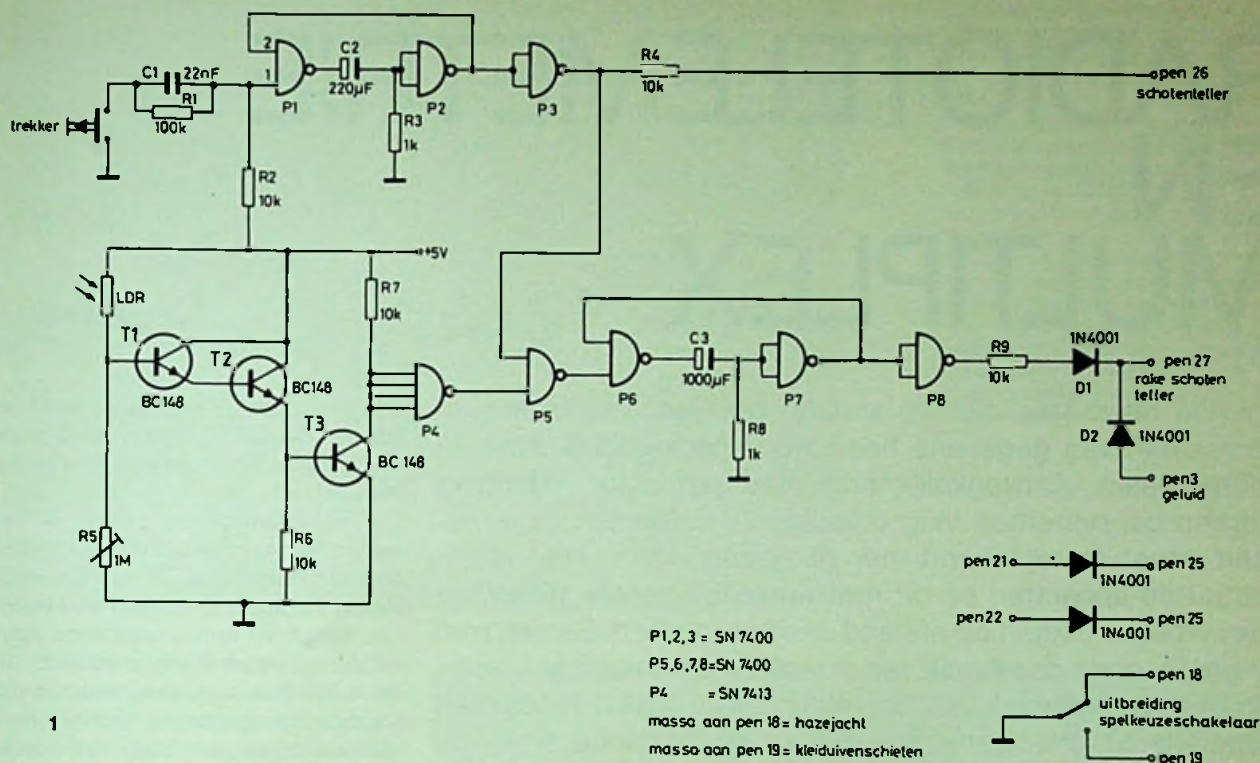 2
1
P1
C2
220µF
P2
P3
R4
10k
pen 26
schotenteller
C1
22nF
R1
100k
trekker
R3
1k
R2
10k
+5V
LDR
R7
10k
T1
T2
BC148
BC148
T3
BC 148
P4
P5
P6
C3
1000µF
P7
P8
R9
10k
1N4001
D1
pen 27
rake schoten
teller
D2
1N4001
pen3
geluid
R8
1k
R5
1M
R6
10k
pen 21
1N4001
pen 25
pen 22
1N4001
pen 25
P1,2,3 = SN 7400
P5,6,7,8=SN 7400
P4 = SN 7413
massa aan pen 18= hazejacht
massa aan pen 19= kleiduivenschieten
pen 18
uitbreiding
spelkeuzeschakelaar
pen 19
1